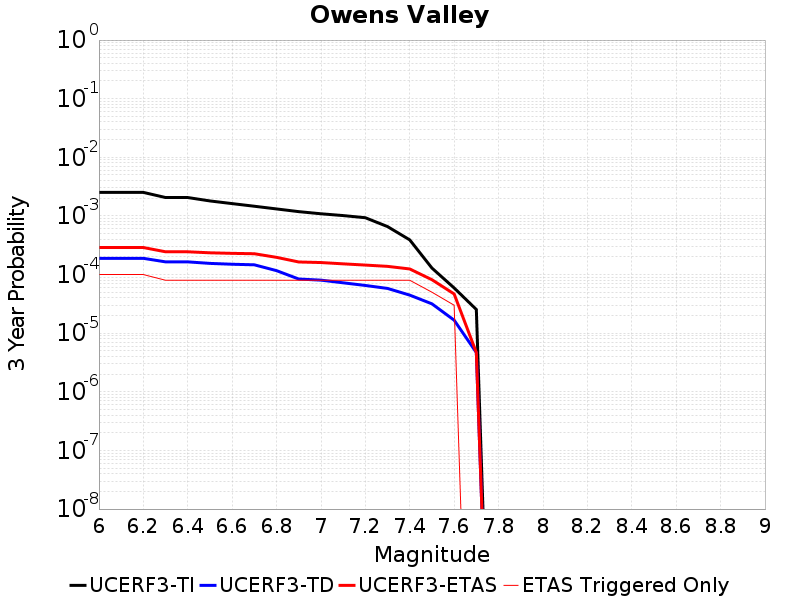 Owens Valley
10^0
10^-1
10^-2
10^-3
10^-4
10^-5
10^-6
10^-7
10^-8
3 Year Probability
6 6.2 6.4 6.6 6.8 7 7.2 7.4 7.6 7.8 8 8.2 8.4 8.6 8.8 9
Magnitude
UCERF3-TI UCERF3-TD UCERF3-ETAS ETAS Triggered Only